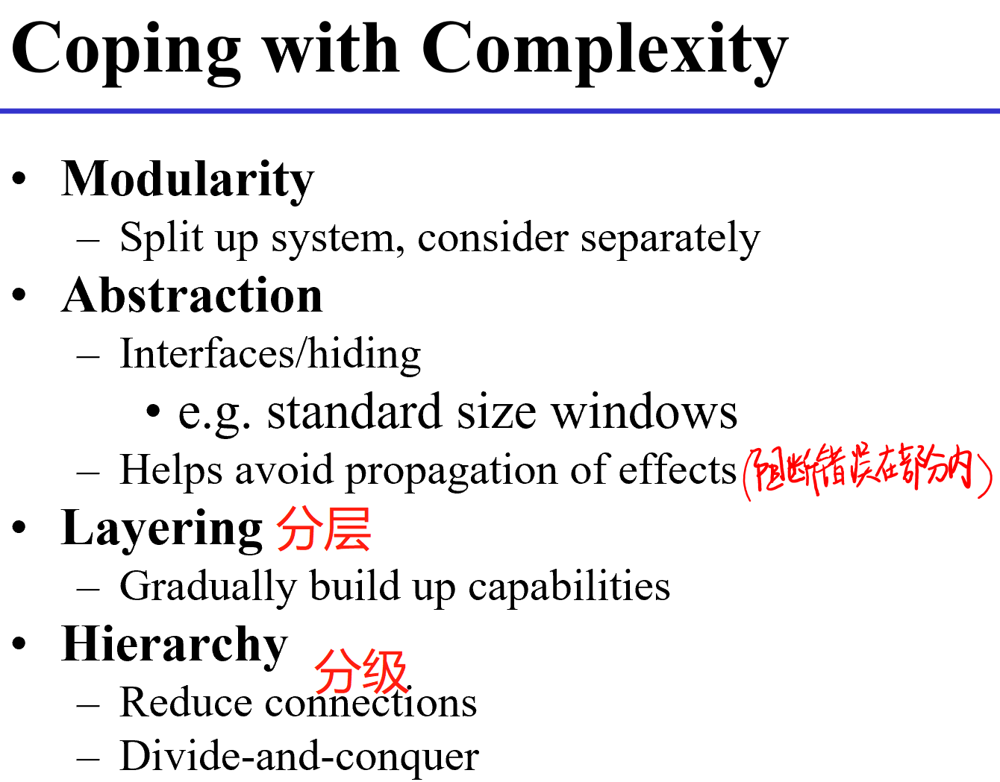 Coping with Complexity
• Modularity
– Split up system, consider separately
• Abstraction
– Interfaces/hiding
• e.g. standard size windows
– Helps avoid propagation of effects (阻断错误在部分内)
• Layering 分层
– Gradually build up capabilities
• Hierarchy 分级
– Reduce connections
– Divide-and-conquer